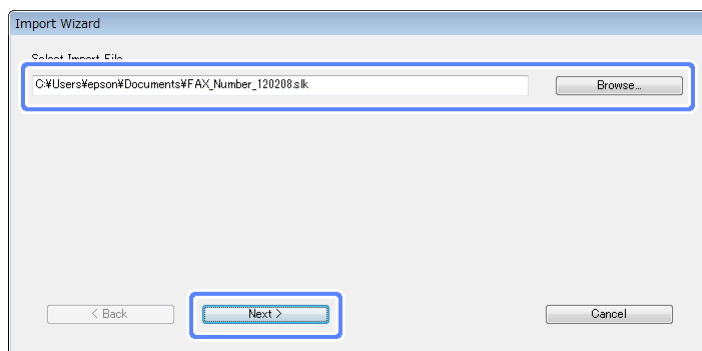 Import Wizard
Select Import File
C:¥Users¥epson¥Documents¥FAX_Number_120208.slk
Browse...
< Back
Next >
Cancel